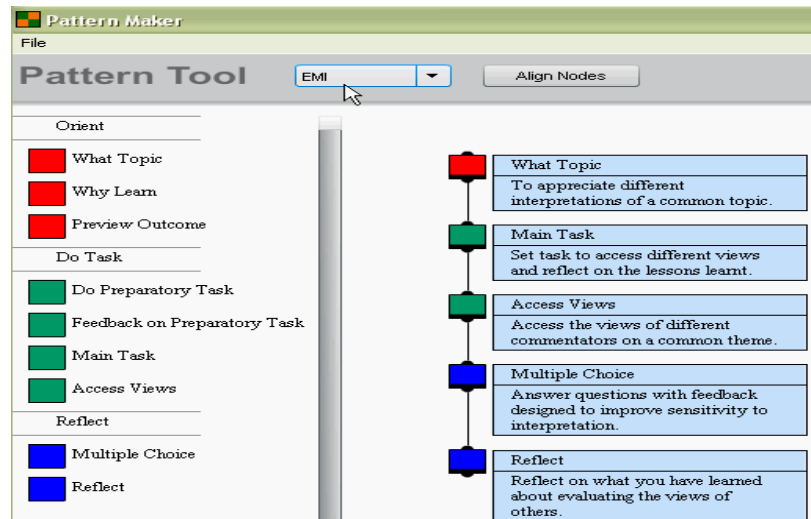 Pattern Maker
File
Pattern Tool
EMI
Align Nodes
Orient
What Topic
Why Learn
Preview Outcome
Do Task
Do Preparatory Task
Feedback on Preparatory Task
Main Task
Access Views
Reflect
Multiple Choice
Reflect
What Topic
To appreciate different
interpretations of a common topic.
Main Task
Set task to access different views
and reflect on the lessons learnt.
Access Views
Access the views of different
commentators on a common theme.
Multiple Choice
Answer questions with feedback
designed to improve sensitivity to
interpretation.
Reflect
Reflect on what you have learned
about evaluating the views of
others.